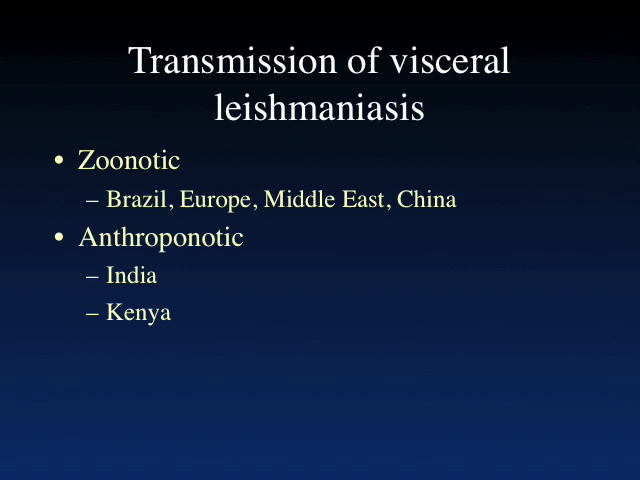 Transmission of visceral
leishmaniasis
• Zoonotic
– Brazil, Europe, Middle East, China
• Anthroponotic
– India
– Kenya